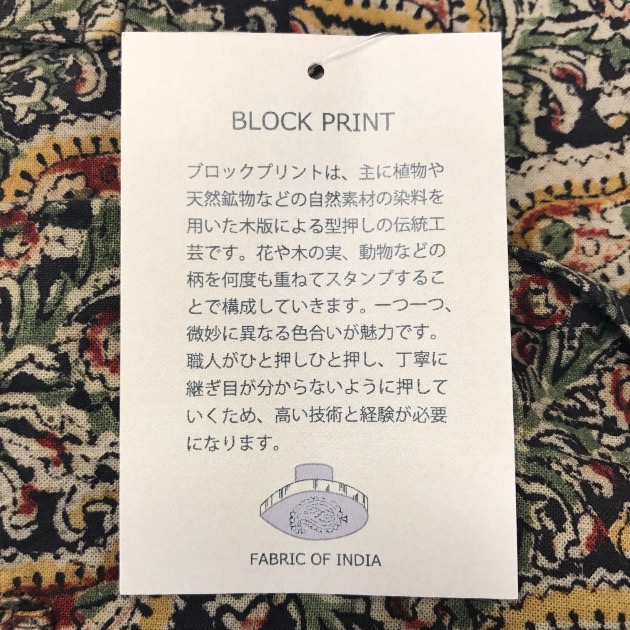 BLOCK PRINT
ブロックプリントは、主に植物や
天然鉱物などの自然素材の染料を
用いた木版による型押しの伝統工
芸です。花や木の実、動物などの
柄を何度も重ねてスタンプするこ
とで構成していきます。一つ一つ、
微妙に異なる色合いが魅力です。
職人がひと押しひと押し、丁寧に
継ぎ目が分からないように押して
いくため、高い技術と経験が必要
になります。
FABRIC OF INDIA